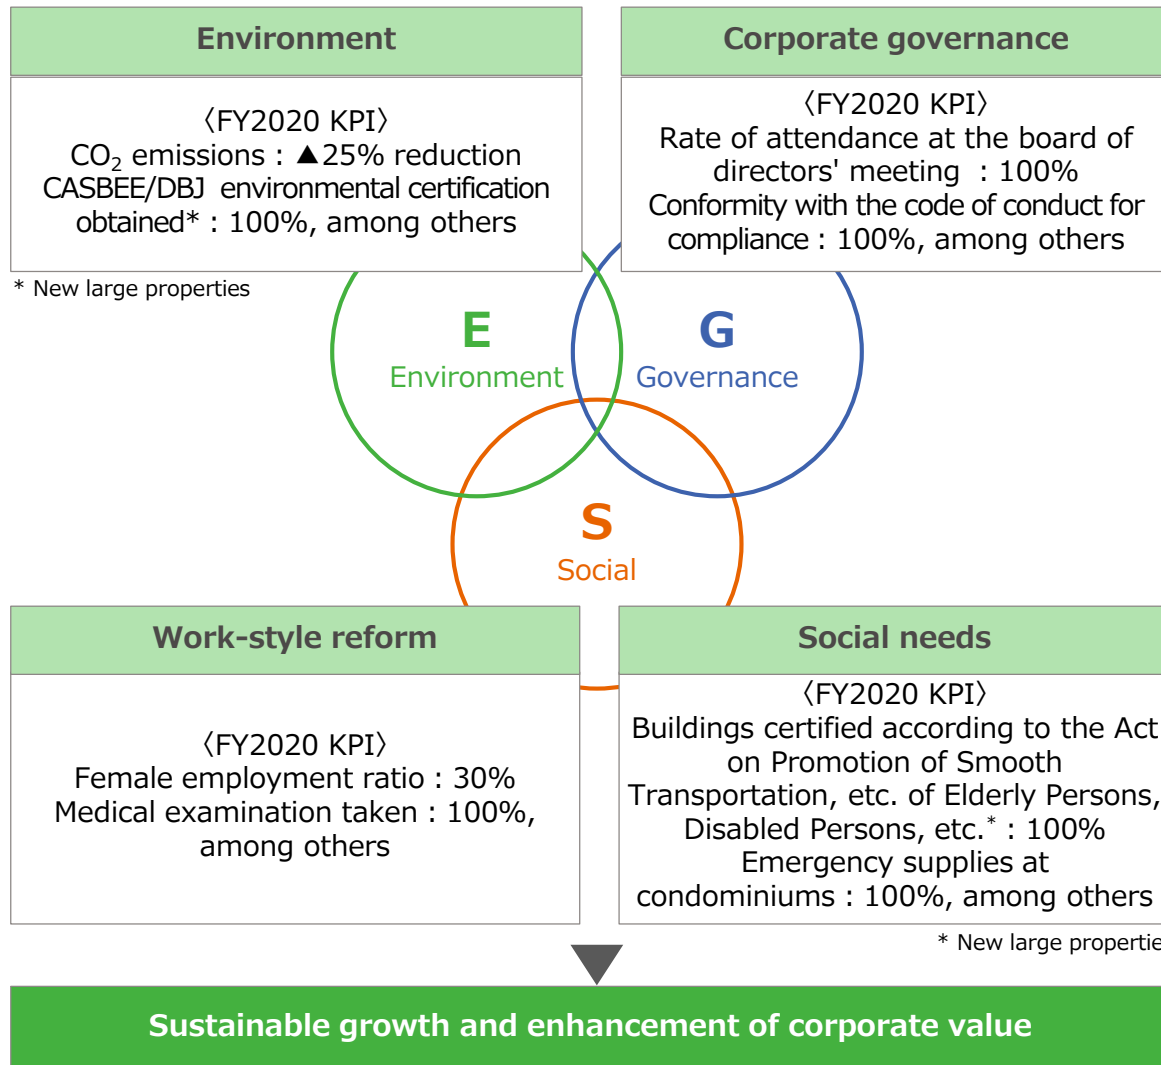 Environment
〈FY2020 KPI〉
CO₂ emissions : ▲25% reduction
CASBEE/DBJ environmental certification
obtained* : 100%, among others
* New large properties
Corporate governance
〈FY2020 KPI〉
Rate of attendance at the board of
directors' meeting : 100%
Conformity with the code of conduct for
compliance : 100%, among others
E
Environment
G
Governance
S
Social
Work-style reform
〈FY2020 KPI〉
Female employment ratio : 30%
Medical examination taken : 100%,
among others
Social needs
〈FY2020 KPI〉
Buildings certified according to the Act
on Promotion of Smooth
Transportation, etc. of Elderly Persons,
Disabled Persons, etc.* : 100%
Emergency supplies at
condominiums : 100%, among others
* New large propertie
Sustainable growth and enhancement of corporate value